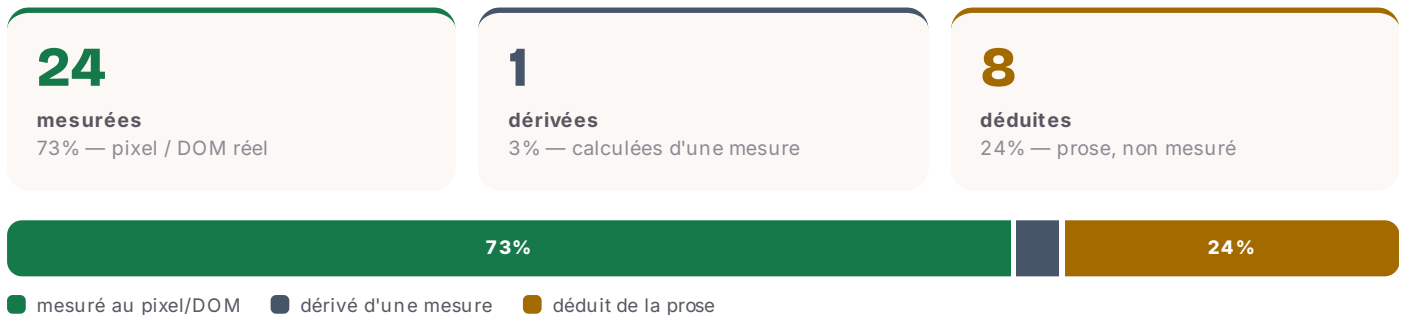 24
mesurées
73% — pixel / DOM réel
1
dérivées
3% — calculées d'une mesure
8
déduites
24% — prose, non mesuré
73%
24%
mesuré au pixel/DOM
dérivé d'une mesure
déduit de la prose